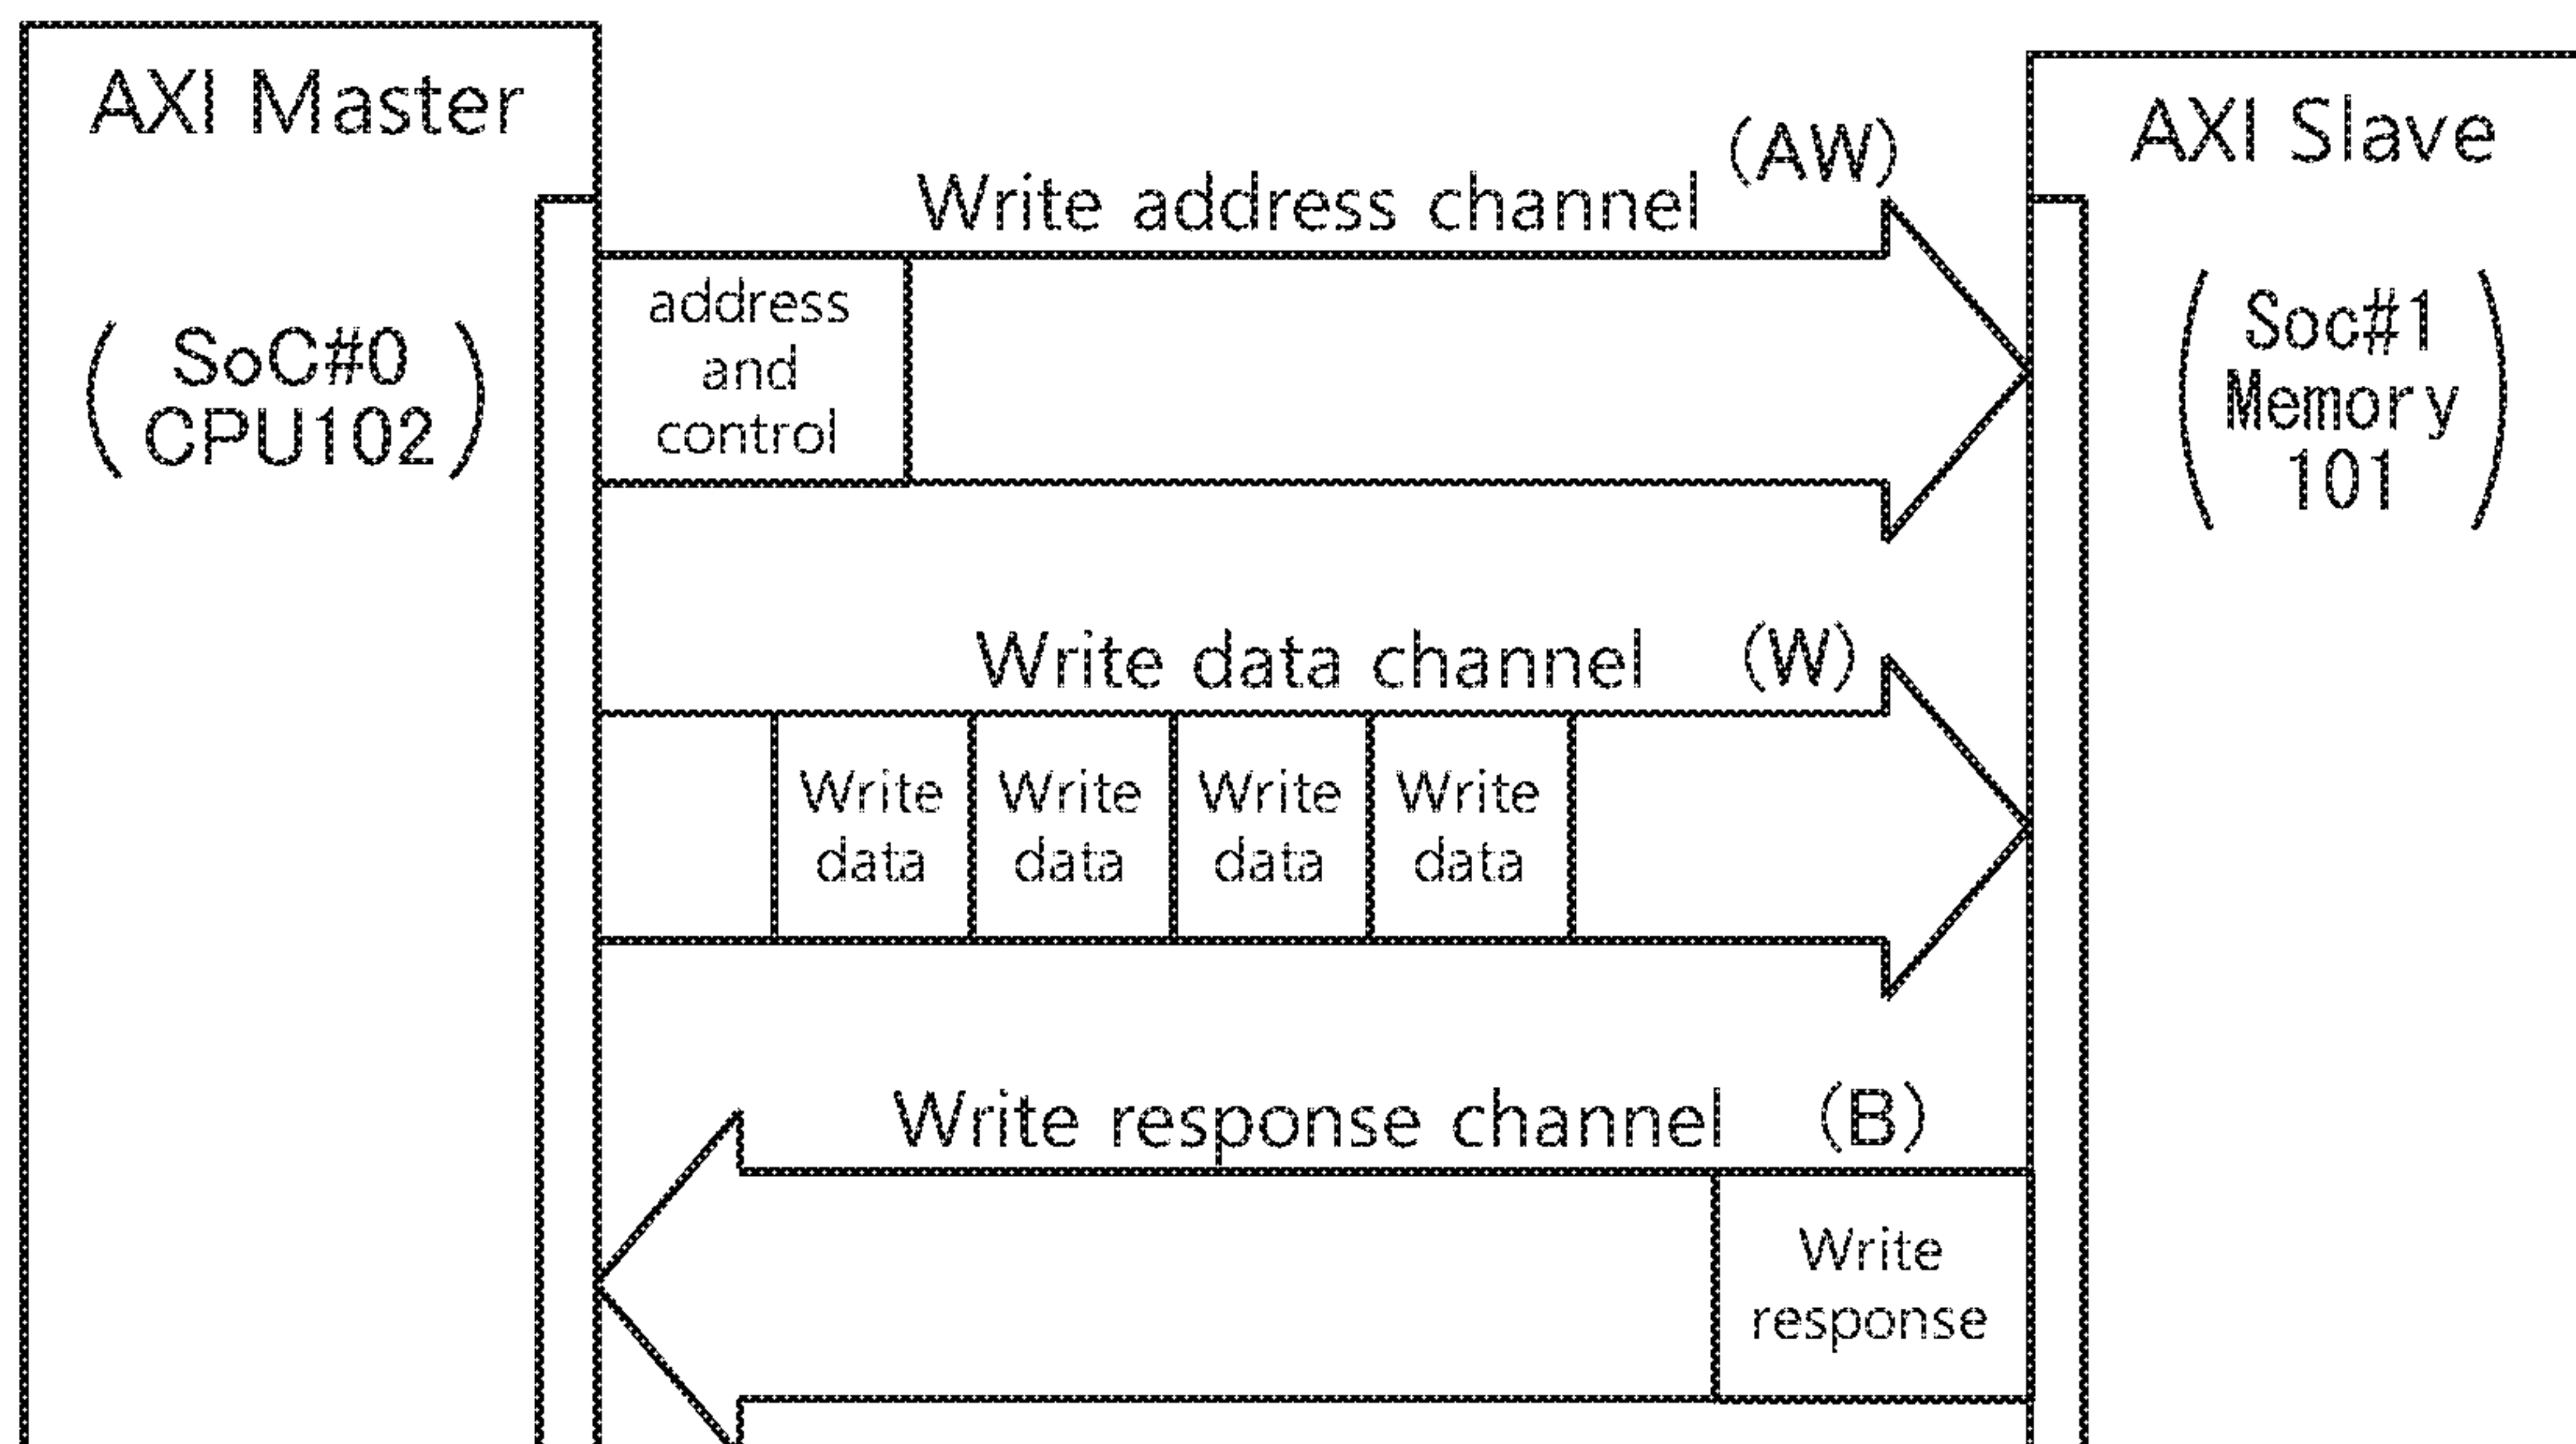 AXI Master
AXI Slave
SoC#0
CPU102
Soc#1
Memory
101
Write address channel (AW)
address
and
control
Write data channel (W)
Write Write Write Write
data data data data
Write response channel (B)
Write
response